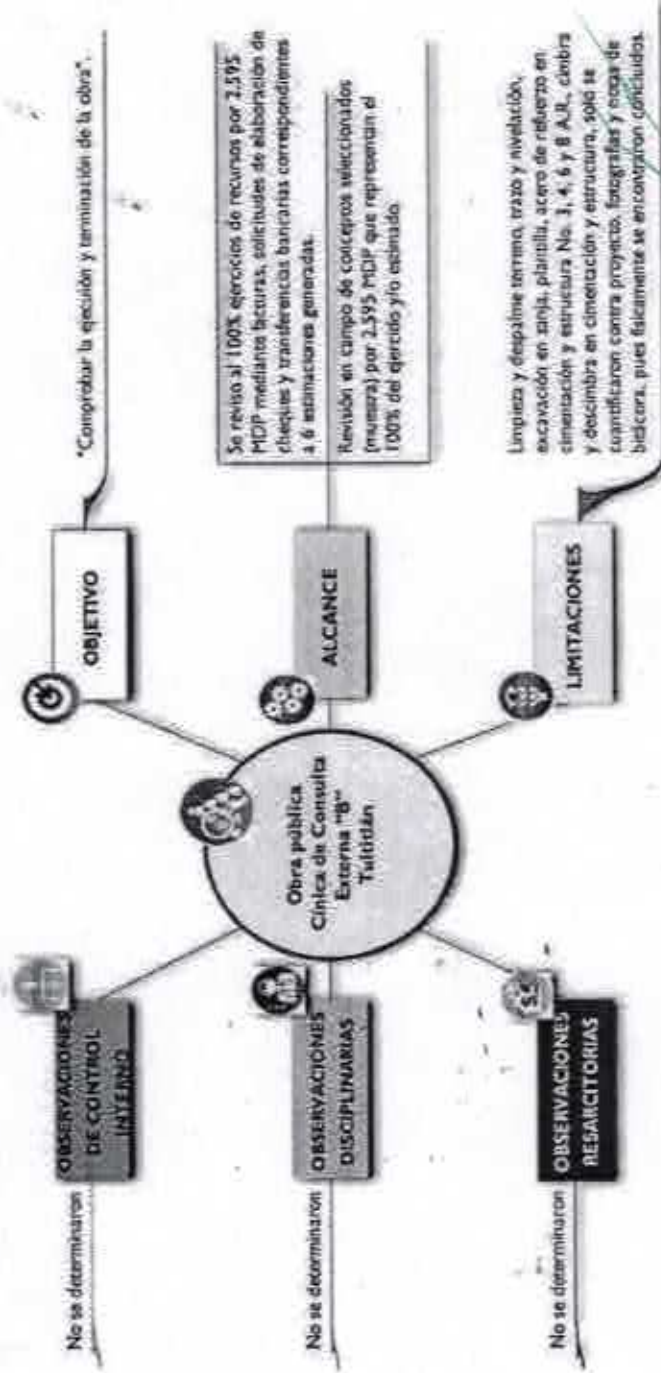 Obra pública
Cínica de Consulta
Externa "B"
Tultitlán
OBJETIVO
"Comprobar la ejecución y terminación de la obra".
ALCANCE
Se reviso al 100% ejercicios de recursos por 2.595
MDP mediante facturas, solicitudes de elaboración de
cheques y transferencias bancarias correspondientes
a 6 estimaciones generadas.
Revisión en campo de conceptos seleccionados
(muestra) por 2.595 MDP que representan el
100% del ejercido y/o estimado.
LIMITACIONES
Limpieza y despalme terreno, trazo y nivelación,
excavación en zanja, plantilla, acero de refuerzo en
cimentación y estructura No. 3, 4, 6 y 8 A.R., cimbra
y descimbra en cimentación y estructura, solo se
cuantificaron contra proyecto, fotografías y notas de
bitácora, pues físicamente se encontraron concluidos.
OBSERVACIONES
DE CONTROL
INTERNO
No se determinaron
OBSERVACIONES
DISCIPLINARIAS
No se determinaron
OBSERVACIONES
RESARCITORIAS
No se determinaron